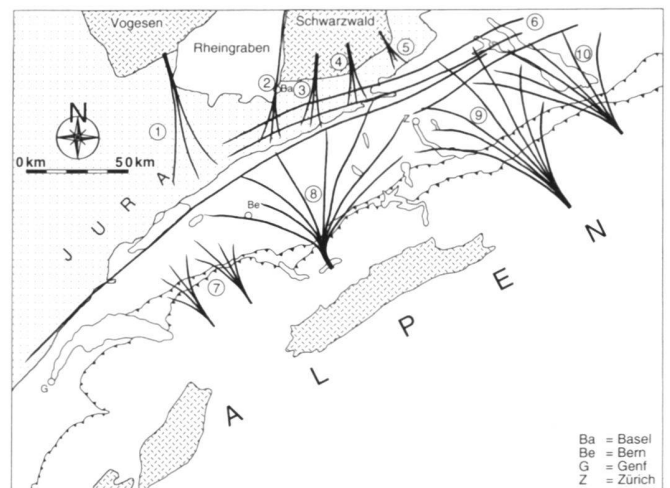 Vogesen
Schwarzwald
Rheingraben
6
5
4
10
2
Ba
3
N
1
Z
9
0 km 50 km
8
Be
JURA
7
G
ALPEN
Ba = Basel
Be = Bern
G = Genf
Z = Zürich